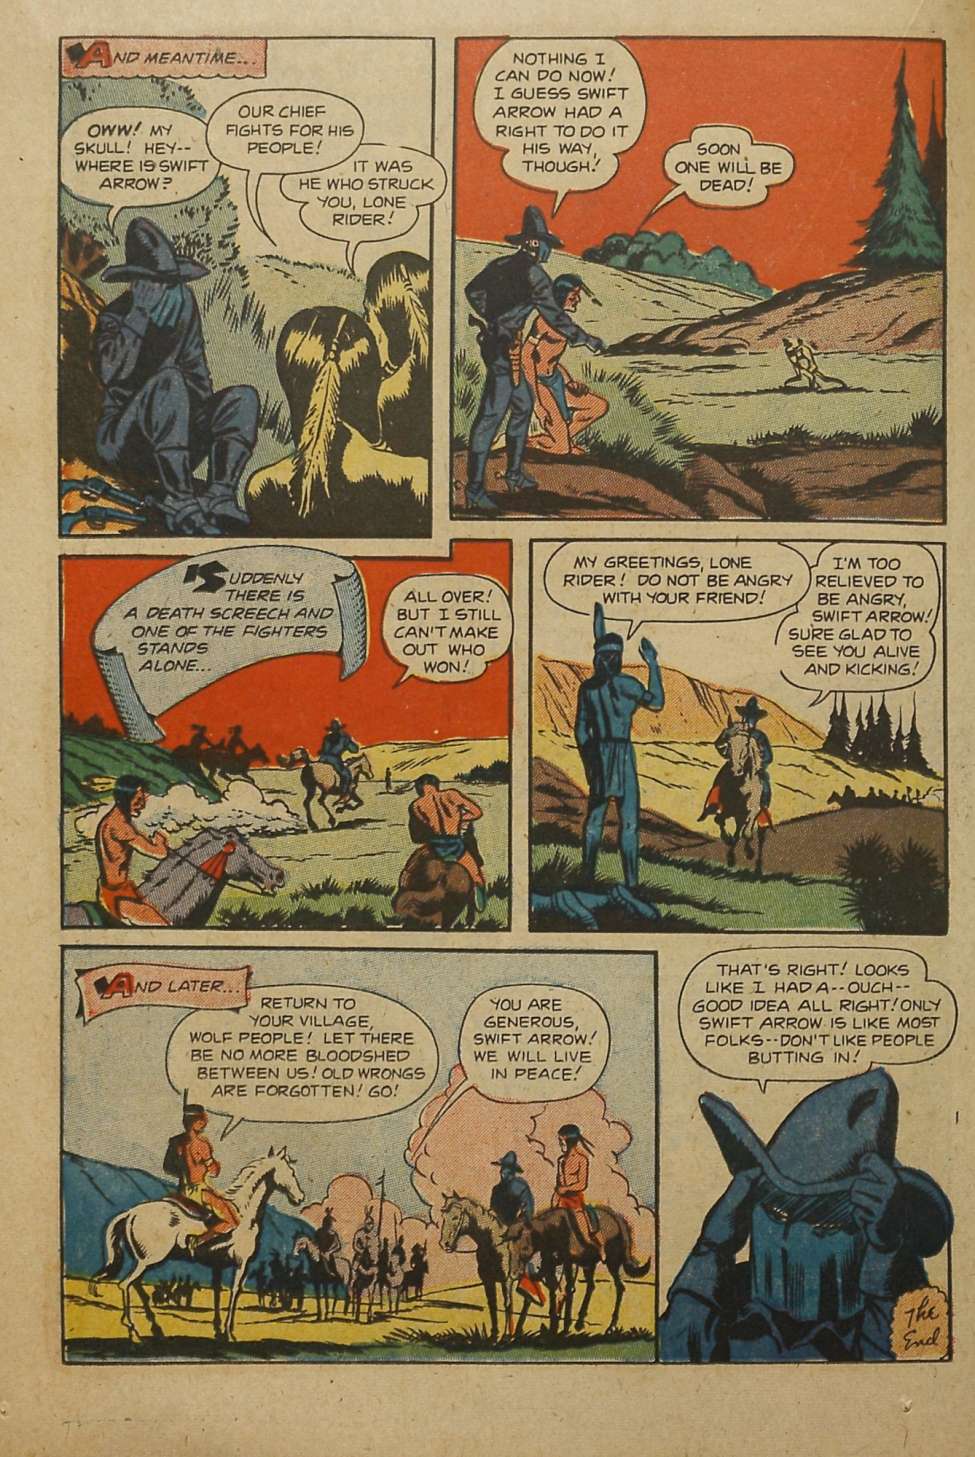 AND MEANTIME...
OWW! MY
SKULL! HEY--
WHERE IS SWIFT
ARROW?
OUR CHIEF
FIGHTS FOR HIS
PEOPLE!
IT WAS
HE WHO STRUCK
YOU, LONE
RIDER!
NOTHING I
CAN DO NOW!
I GUESS SWIFT
ARROW HAD A
RIGHT TO DO IT
HIS WAY,
THOUGH!
SOON
ONE WILL BE
DEAD!
SUDDENLY
THERE IS
A DEATH SCREECH AND
ONE OF THE FIGHTERS
STANDS
ALONE...
ALL OVER!
BUT I STILL
CAN'T MAKE
OUT WHO
WON!
MY GREETINGS, LONE
RIDER! DO NOT BE ANGRY
WITH YOUR FRIEND!
I'M TOO
RELIEVED TO
BE ANGRY,
SWIFT ARROW!
SURE GLAD TO
SEE YOU ALIVE
AND KICKING!
AND LATER...
RETURN TO
YOUR VILLAGE,
WOLF PEOPLE! LET THERE
BE NO MORE BLOODSHED
BETWEEN US! OLD WRONGS
ARE FORGOTTEN! GO!
YOU ARE
GENEROUS,
SWIFT ARROW!
WE WILL LIVE
IN PEACE!
THAT'S RIGHT! LOOKS
LIKE I HAD A--OUCH--
GOOD IDEA ALL RIGHT! ONLY
SWIFT ARROW IS LIKE MOST
FOLKS--DON'T LIKE PEOPLE
BUTTING IN!
The
End